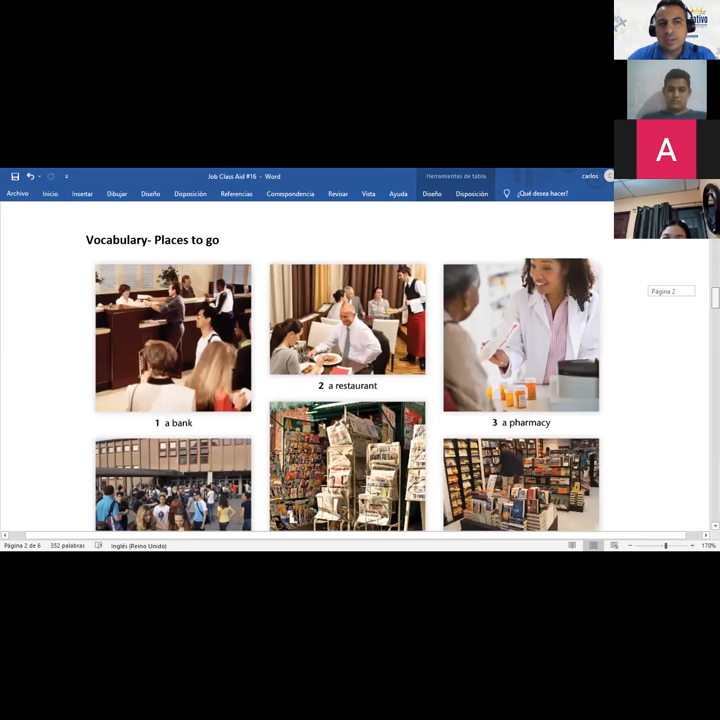 ativo
A
Job Class Aid #16 - Word
Herramientas de tabla
carlos
Archivo Inicio Insertar Dibujar Diseño Disposición Referencias Correspondencia Revisar Vista Ayuda Diseño Disposición ¿Qué desea hacer?
Vocabulary- Places to go
Página 2
2 a restaurant
1 a bank
3 a pharmacy
Página 2 de 6 352 palabras Inglés (Reino Unido) 170%